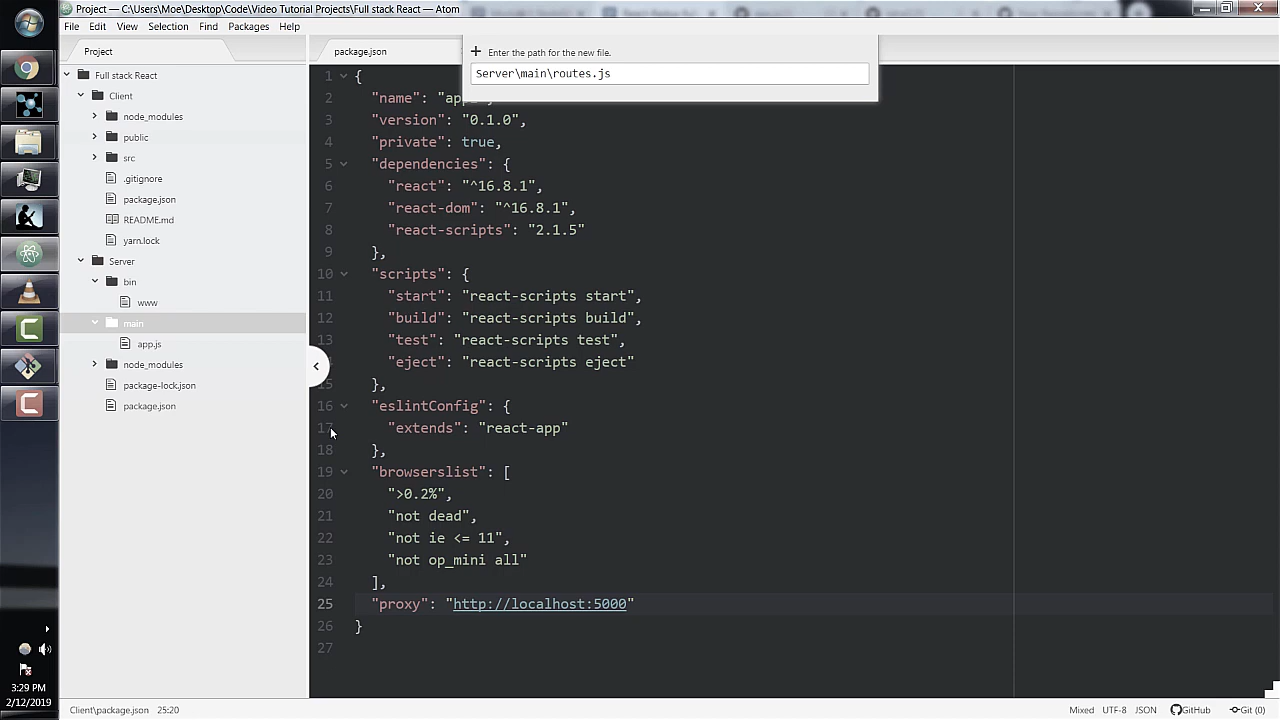 Project — C:\Users\Moe\Desktop\Code\Video Tutorial Projects\Full stack React — Atom
File Edit View Selection Find Packages Help
Project
package.json
Enter the path for the new file.
Server\main\routes.js
Full stack React
Client
node_modules
public
src
.gitignore
package.json
README.md
yarn.lock
Server
bin
www
main
app.js
node_modules
package-lock.json
package.json
1 {
2 "name": "app
3 "version": "0.1.0",
4 "private": true,
5 "dependencies": {
6 "react": "^16.8.1",
7 "react-dom": "^16.8.1",
8 "react-scripts": "2.1.5"
9 },
10 "scripts": {
11 "start": "react-scripts start",
12 "build": "react-scripts build",
13 "test": "react-scripts test",
"eject": "react-scripts eject"
15 },
16 "eslintConfig": {
17 "extends": "react-app"
18 },
19 "browserslist": [
20 ">0.2%",
21 "not dead",
22 "not ie <= 11",
23 "not op_mini all"
24 ],
25 "proxy": "http://localhost:5000"
26 }
27
3:29 PM
2/12/2019
Client\package.json 25:20
Mixed UTF-8 JSON GitHub Git (0)